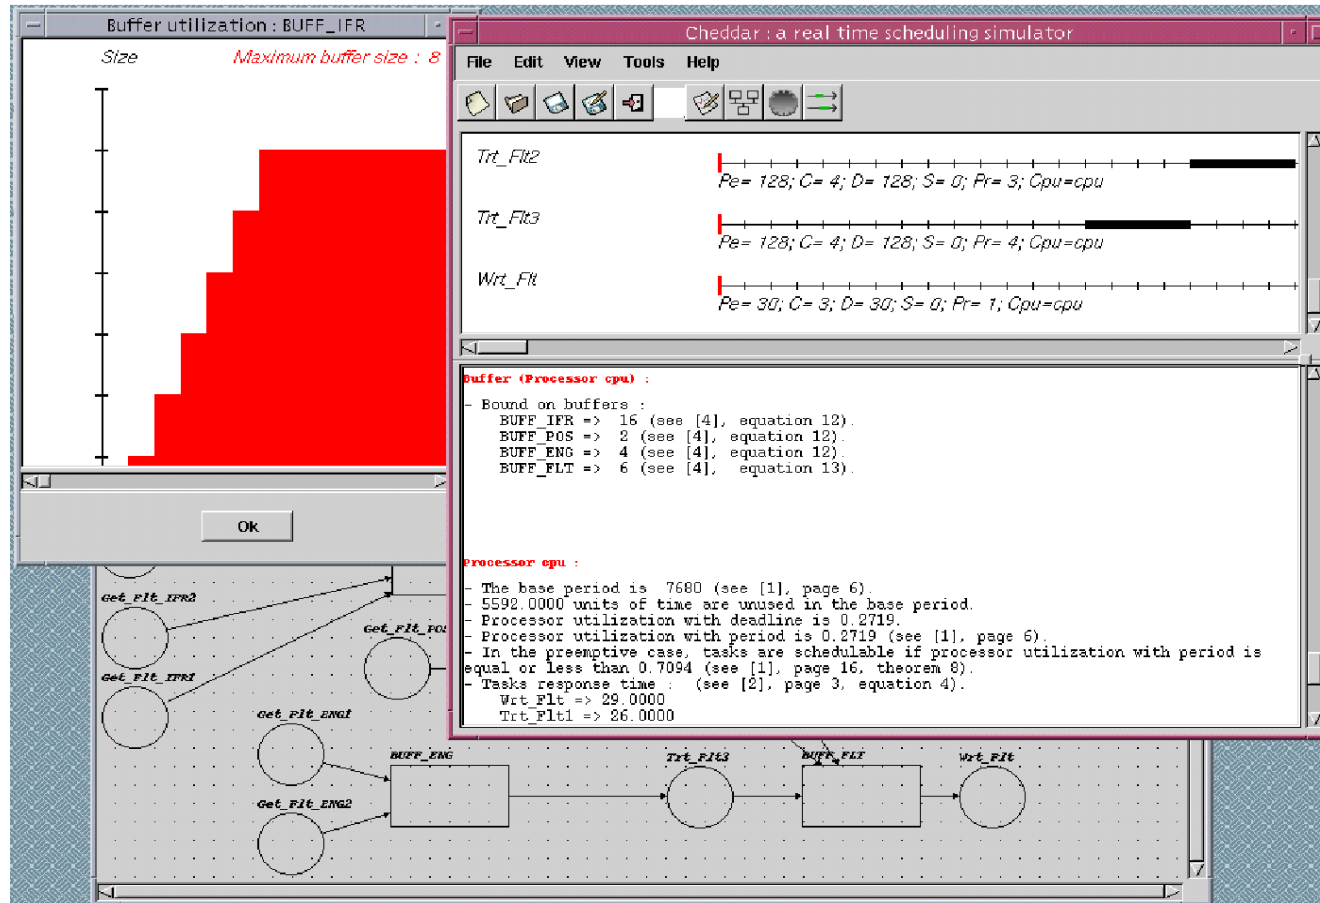 Buffer utilization : BUFF_IFR
Size
Maximum buffer size : 8
Ok
Cheddar : a real time scheduling simulator
File Edit View Tools Help
Trt_Flt2
Pe= 128; C= 4; D= 128; S= 0; Pr= 3; Cpu=cpu
Trt_Flt3
Pe= 128; C= 4; D= 128; S= 0; Pr= 4; Cpu=cpu
Wrt_Flt
Pe= 30; C= 3; D= 30; S= 0; Pr= 1; Cpu=cpu
Buffer (Processor cpu) :
- Bound on buffers :
BUFF_IFR => 16 (see [4], equation 12).
BUFF_POS => 2 (see [4], equation 12).
BUFF_ENG => 4 (see [4], equation 12).
BUFF_FLT => 6 (see [4], equation 13).
Processor cpu :
- The base period is 7680 (see [1], page 6).
- 5592.0000 units of time are unused in the base period.
- Processor utilization with deadline is 0.2719.
- Processor utilization with period is 0.2719 (see [1], page 6).
- In the preemptive case, tasks are schedulable if processor utilization with period is
equal or less than 0.7094 (see [1], page 16, theorem 8).
- Tasks response time : (see [2], page 3, equation 4).
Wrt_Flt => 29.0000
Trt_Flt1 => 26.0000
Get_Flt_IFR2
Get_Flt_POS
Get_Flt_IFR1
Get_Flt_ENG1
BUFF_ENG
Trt_Flt3
BUFF_FLT
Wrt_Flt
Get_Flt_ENG2